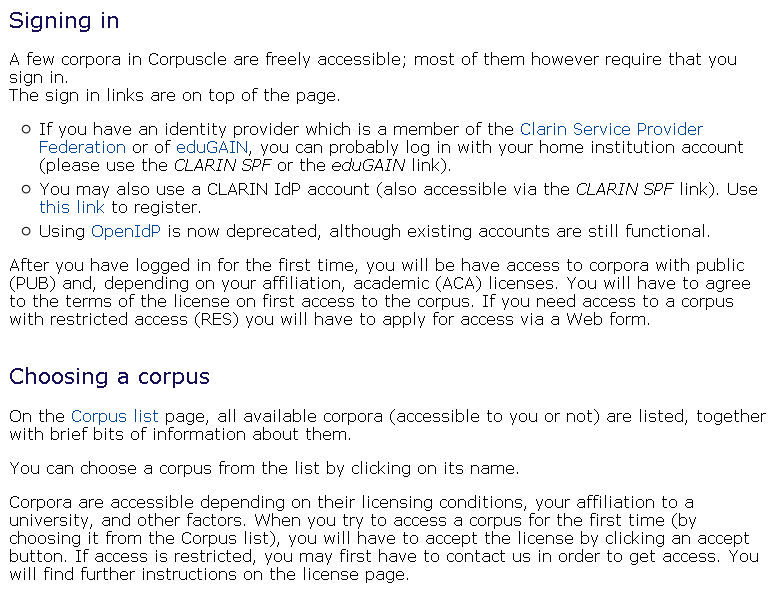 Signing in
A few corpora in Corpuscle are freely accessible; most of them however require that you
sign in.
The sign in links are on top of the page.
If you have an identity provider which is a member of the Clarin Service Provider
Federation or of eduGAIN, you can probably log in with your home institution account
(please use the CLARIN SPF or the eduGAIN link).
You may also use a CLARIN IdP account (also accessible via the CLARIN SPF link). Use
this link to register.
Using OpenIdP is now deprecated, although existing accounts are still functional.
After you have logged in for the first time, you will be have access to corpora with public
(PUB) and, depending on your affiliation, academic (ACA) licenses. You will have to agree
to the terms of the license on first access to the corpus. If you need access to a corpus
with restricted access (RES) you will have to apply for access via a Web form.
Choosing a corpus
On the Corpus list page, all available corpora (accessible to you or not) are listed, together
with brief bits of information about them.
You can choose a corpus from the list by clicking on its name.
Corpora are accessible depending on their licensing conditions, your affiliation to a
university, and other factors. When you try to access a corpus for the first time (by
choosing it from the Corpus list), you will have to accept the license by clicking an accept
button. If access is restricted, you may first have to contact us in order to get access. You
will find further instructions on the license page.